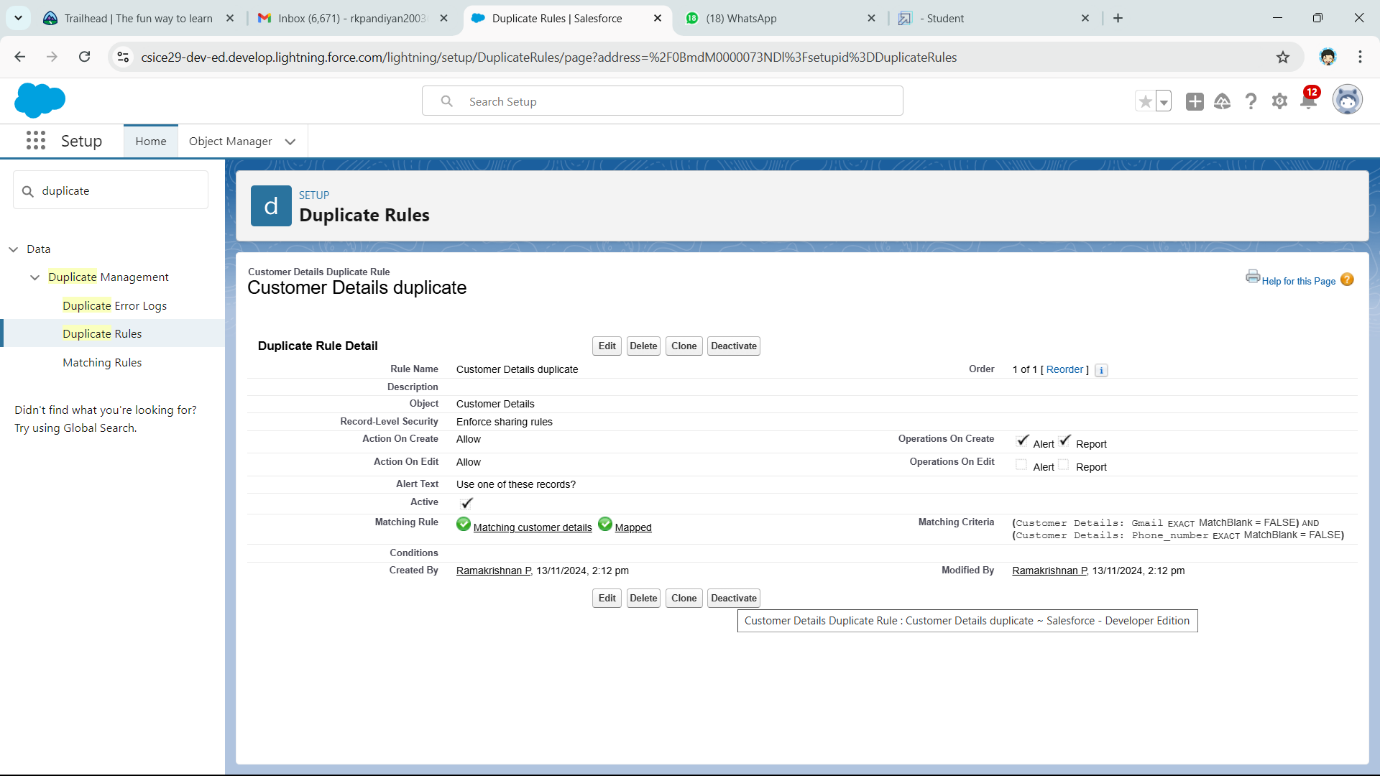 Trailhead | The fun way to learn
Inbox (6,671) - rkpandiyan2003
Duplicate Rules | Salesforce
18
(18) WhatsApp
- Student
csice29-dev-ed.develop.lightning.force.com/lightning/setup/DuplicateRules/page?address=%2F0BmdM0000073NDl%3Fsetupid%3DDuplicateRules
Search Setup
12
Setup
Home
Object Manager
duplicate
Data
Duplicate Management
Duplicate Error Logs
Duplicate Rules
Matching Rules
Didn't find what you're looking for?
Try using Global Search.
d
SETUP
Duplicate Rules
Customer Details Duplicate Rule
Customer Details duplicate
Help for this Page ?
Duplicate Rule Detail
Edit Delete Clone Deactivate
Rule Name Customer Details duplicate Order 1 of 1 [ Reorder ] i
Description
Object Customer Details
Record-Level Security Enforce sharing rules
Action On Create Allow Operations On Create Alert Report
Action On Edit Allow Operations On Edit Alert Report
Alert Text Use one of these records?
Active
Matching Rule Matching customer details Mapped Matching Criteria (Customer Details: Gmail EXACT MatchBlank = FALSE) AND
(Customer Details: Phone_number EXACT MatchBlank = FALSE)
Conditions
Created By Ramakrishnan P, 13/11/2024, 2:12 pm Modified By Ramakrishnan P, 13/11/2024, 2:12 pm
Edit Delete Clone Deactivate
Customer Details Duplicate Rule : Customer Details duplicate ~ Salesforce - Developer Edition